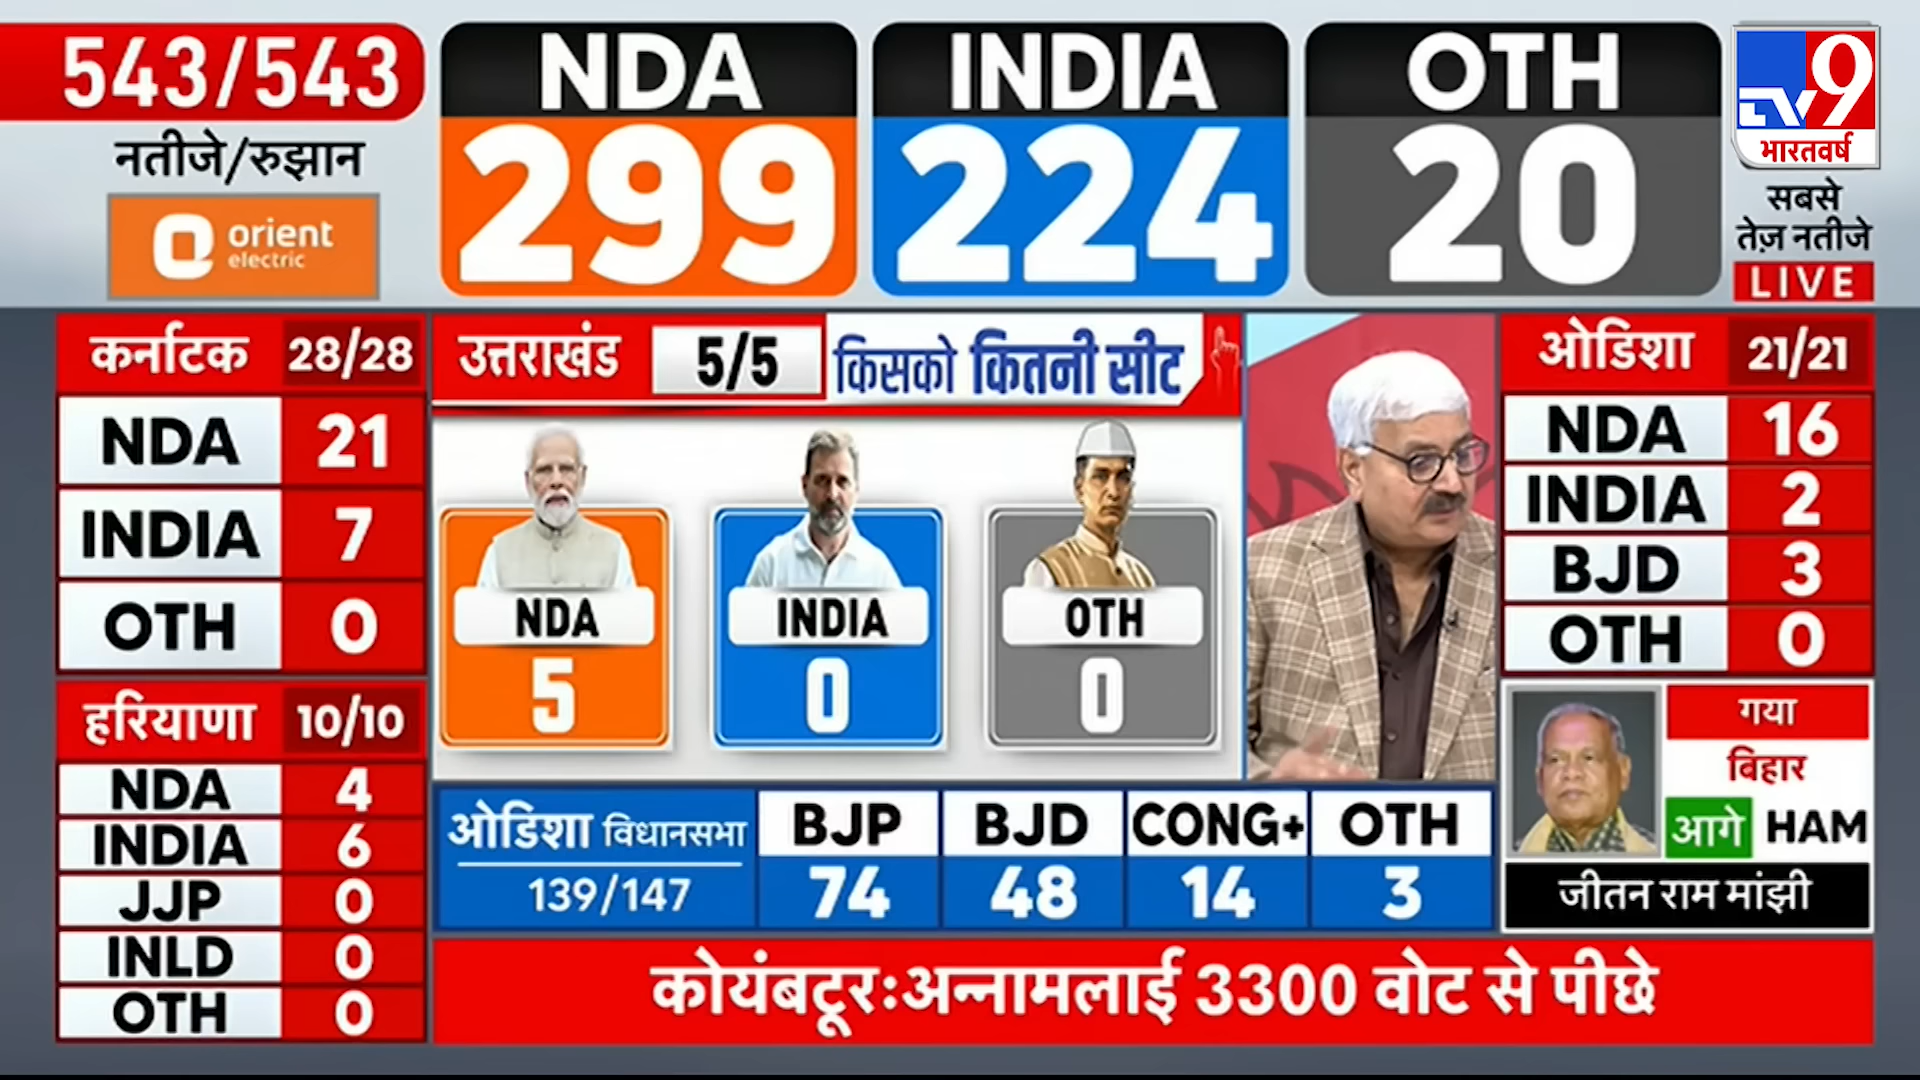 543/543
नतीजे/रुझान
orient
electric
NDA
299
INDIA
224
OTH
20
TV9
भारतवर्ष
सबसे
तेज़ नतीजे
LIVE
कर्नाटक 28/28
NDA 21
INDIA 7
OTH 0
हरियाणा 10/10
NDA 4
INDIA 6
JJP 0
INLD 0
OTH 0
उत्तराखंड 5/5 किसको कितनी सीट
NDA
5
INDIA
0
OTH
0
ओडिशा विधानसभा
139/147
BJP BJD CONG+ OTH
74 48 14 3
ओडिशा 21/21
NDA 16
INDIA 2
BJD 3
OTH 0
गया
बिहार
आगे HAM
जीतन राम मांझी
कोयंबटूरःअन्नामलाई 3300 वोट से पीछे